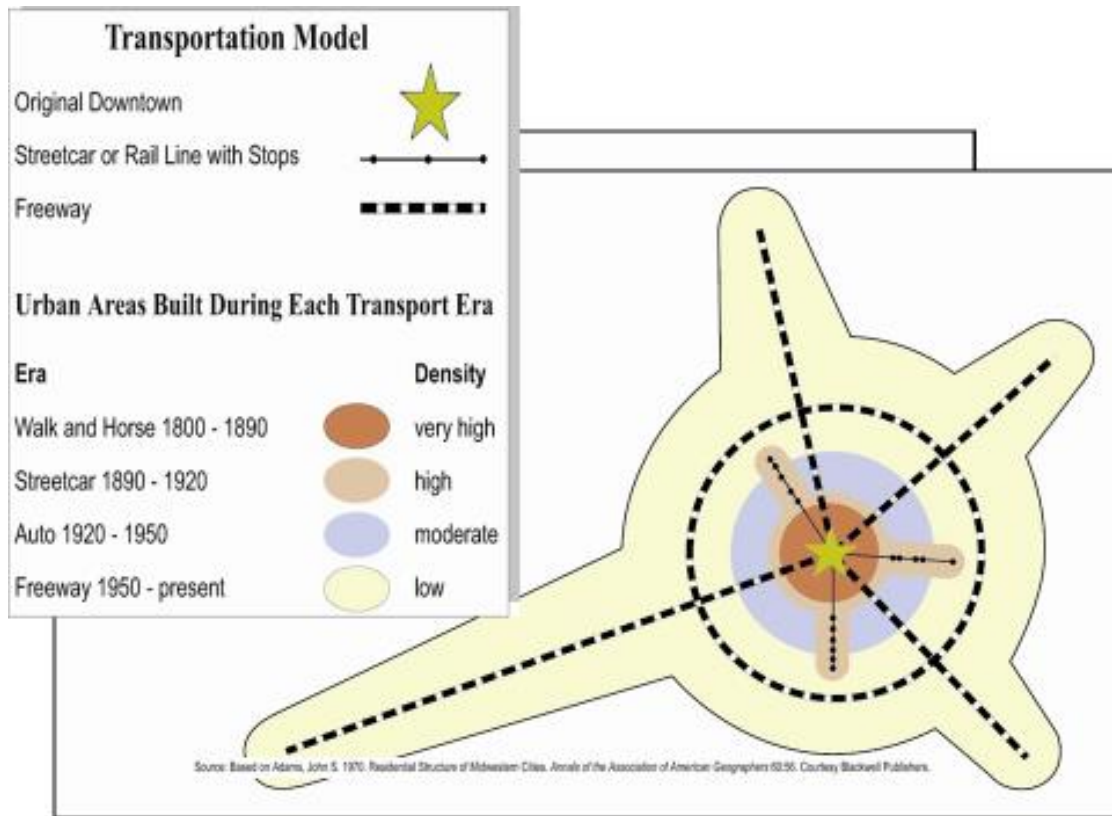 Transportation Model
Original Downtown
Streetcar or Rail Line with Stops
Freeway
Urban Areas Built During Each Transport Era
Era Density
Walk and Horse 1800 - 1890 very high
Streetcar 1890 - 1920 high
Auto 1920 - 1950 moderate
Freeway 1950 - present low
Source: Based on Adams, John S. 1970. Residential Structure of Midwestern Cities. Annals of the Association of American Geographers 60:56. Courtesy Blackwell Publishers.